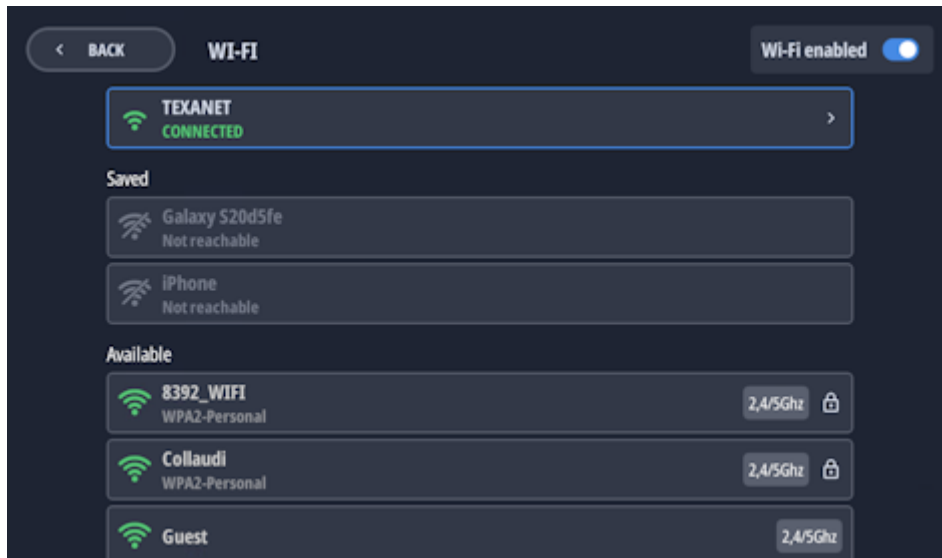 BACK
WI-FI
Wi-Fi enabled
TEXANET
CONNECTED
Saved
Galaxy S20d5fe
Not reachable
iPhone
Not reachable
Available
8392_WIFI
WPA2-Personal
2,4/5Ghz
Collaudi
WPA2-Personal
2,4/5Ghz
Guest
2,4/5Ghz